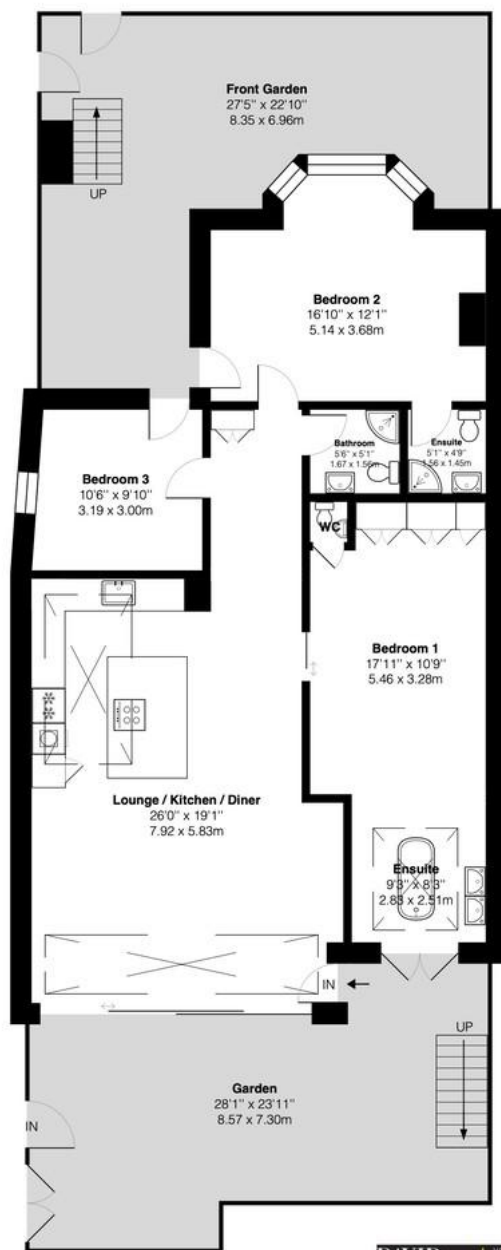 Front Garden
27'5'' x 22'10''
8.35 x 6.96m
UP
Bedroom 2
16'10'' x 12'1''
5.14 x 3.68m
Bedroom 3
10'6'' x 9'10''
3.19 x 3.00m
Bathroom
5'6'' x 5'1''
1.67 x 1.56m
Ensuite
5'1'' x 4'9''
1.56 x 1.45m
WC
Bedroom 1
17'11'' x 10'9''
5.46 x 3.28m
Lounge / Kitchen / Diner
26'0'' x 19'1''
7.92 x 5.83m
Ensuite
9'3'' x 8'3''
2.83 x 2.51m
IN
UP
Garden
28'1'' x 23'11''
8.57 x 7.30m
IN